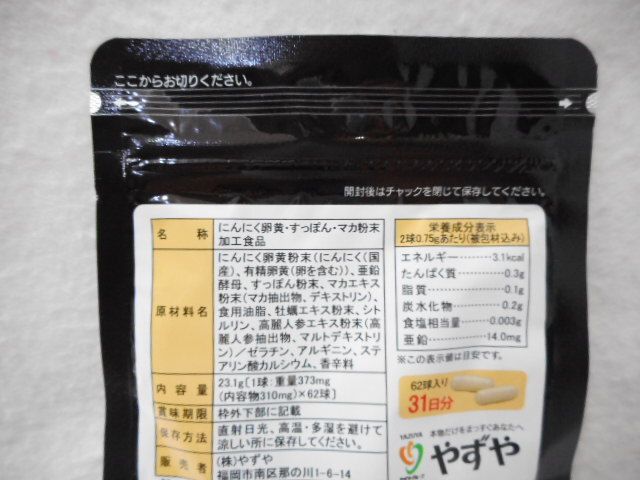 ここからお切りください。
開封後はチャックを閉じて保存してください。
名称
にんにく卵黄・すっぽん・マカ粉末
加工食品
原材料名
にんにく卵黄粉末(にんにく(国
産)、有精卵黄(卵を含む))、亜鉛
酵母、すっぽん粉末、マカエキス
粉末(マカ抽出物、デキストリン)、
食用油脂、牡蠣エキス粉末、シト
ルリン、高麗人参エキス粉末(高
麗人参抽出物、マルトデキストリ
ン)/ゼラチン、アルギニン、ステ
アリン酸カルシウム、香辛料
内容量
23.1g[1球:重量373mg
(内容物310mg)×62球]
賞味期限
枠外下部に記載
保存方法
直射日光、高温・多湿を避けて
涼しい所に保存してください。
販売者
(株)やずや
福岡市南区那の川1-6-14
栄養成分表示
2球0.75gあたり(被包材込み)
エネルギー………3.1kcal
たんぱく質…………0.3g
脂質…………0.1g
炭水化物…………0.2g
食塩相当量………0.003g
亜鉛…………14.0mg
※この表示値は目安です。
62球入り
31日分
本物だけをまっすぐあなたへ
YAZUYA
やずや